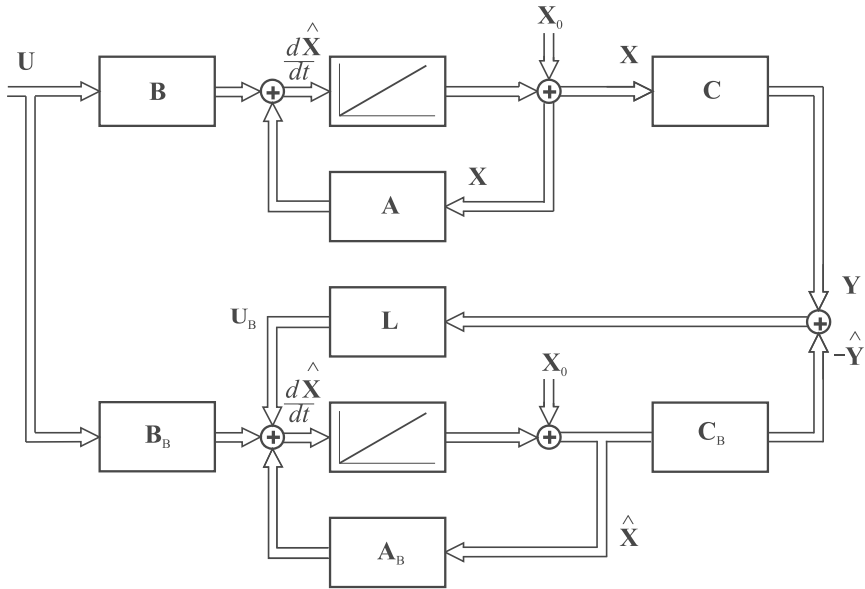 U
B
dX̂
dt
X₀
X
C
X
A
Y
U_B
L
-Ŷ
dX̂
dt
X₀
B_B
C_B
X̂
A_B